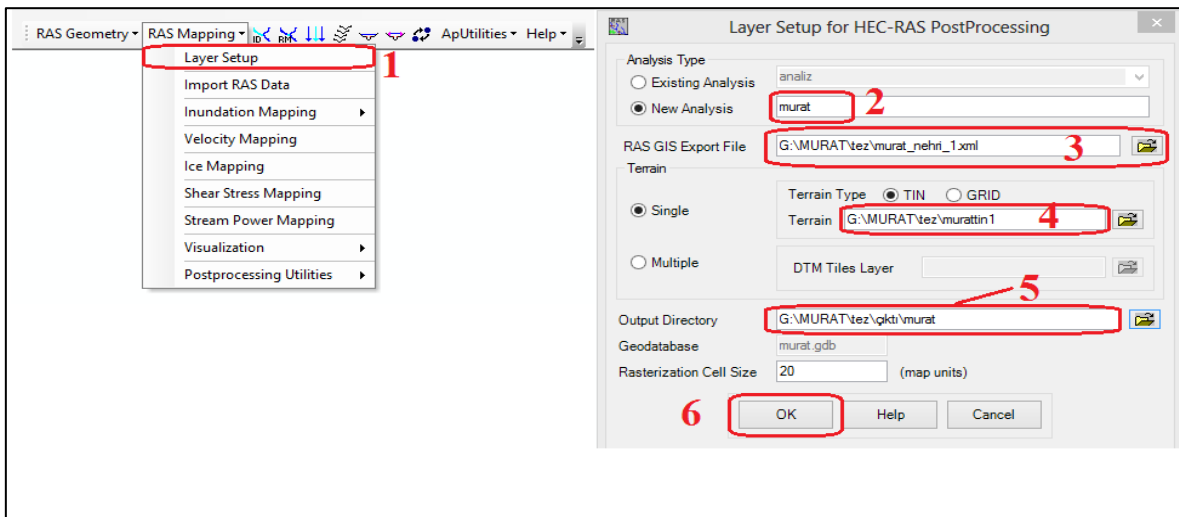 RAS Geometry RAS Mapping ID RM ApUtilities Help
Layer Setup 1
Import RAS Data
Inundation Mapping
Velocity Mapping
Ice Mapping
Shear Stress Mapping
Stream Power Mapping
Visualization
Postprocessing Utilities
Layer Setup for HEC-RAS PostProcessing
Analysis Type
Existing Analysis analiz
New Analysis murat 2
RAS GIS Export File G:\MURAT\tez\murat_nehri_1.xml 3
Terrain
Single Terrain Type TIN GRID
Terrain G:\MURAT\tez\murattin1 4
Multiple DTM Tiles Layer
5
Output Directory G:\MURAT\tez\çıktı\murat
Geodatabase murat.gdb
Rasterization Cell Size 20 (map units)
6 OK Help Cancel